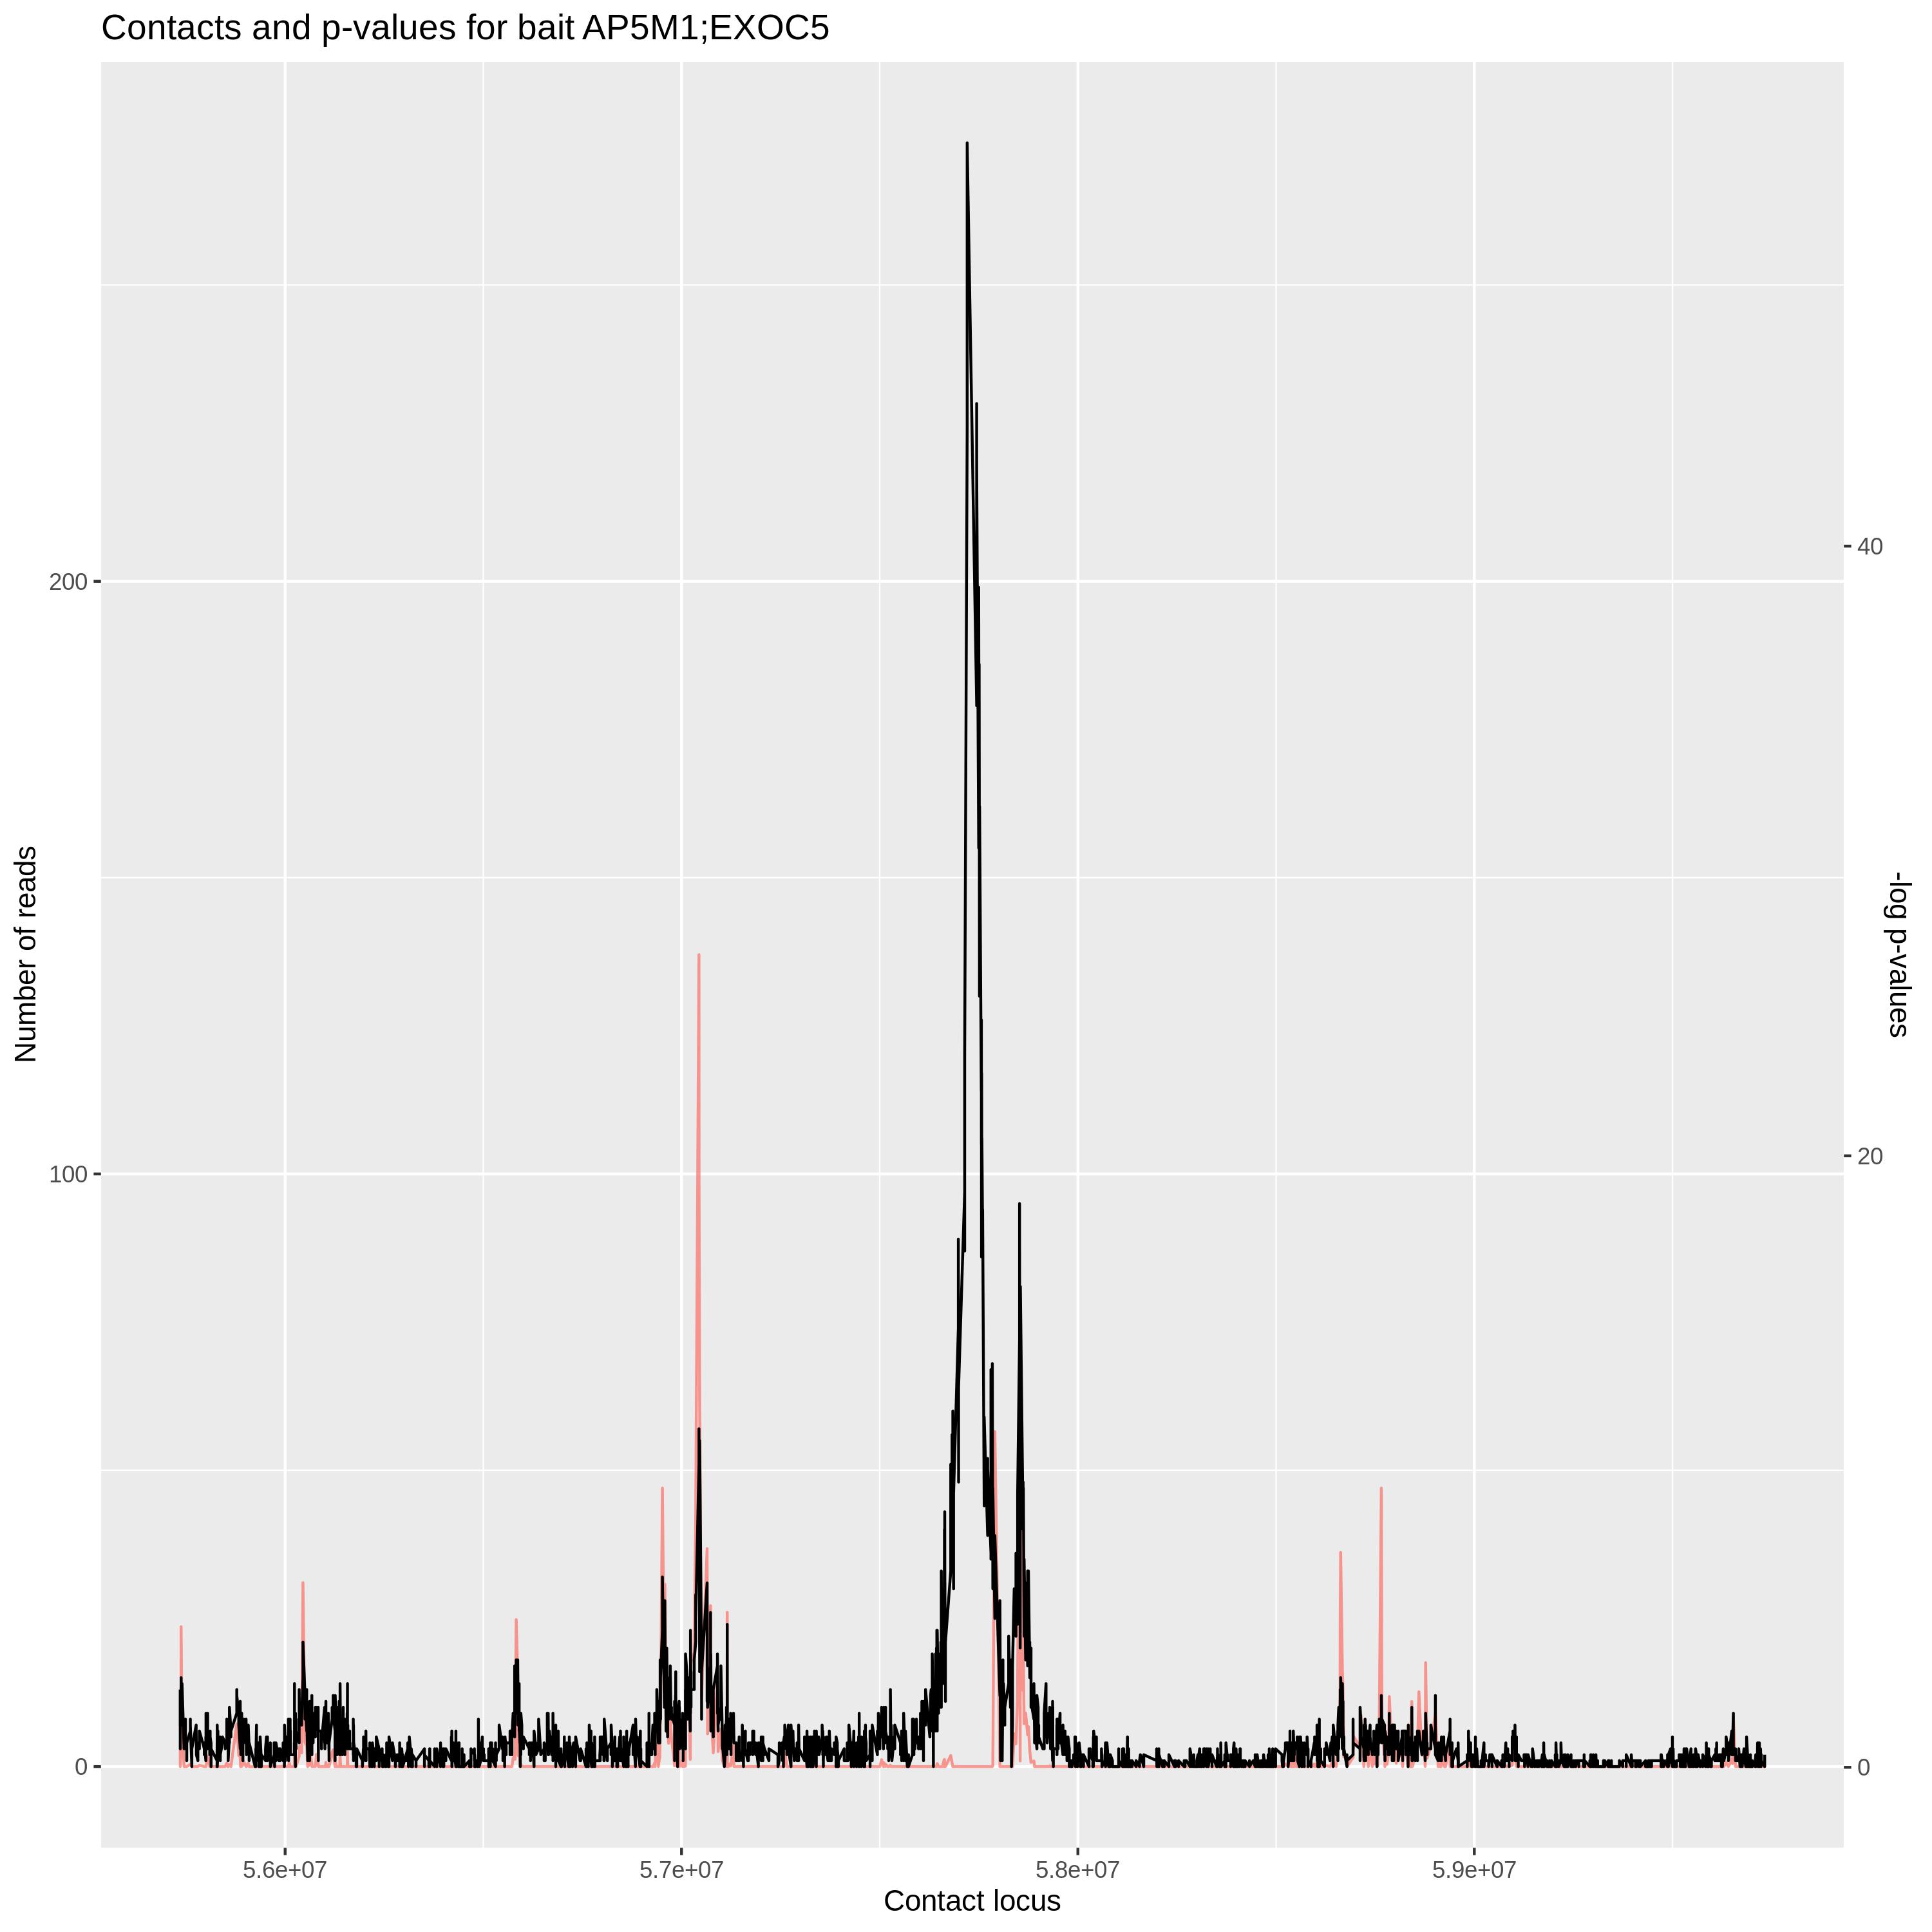 Contacts and p-values for bait AP5M1;EXOC5
Number of reads
200
100
0
40
20
0
-log p-values
5.6e+07
5.7e+07
5.8e+07
5.9e+07
Contact locus